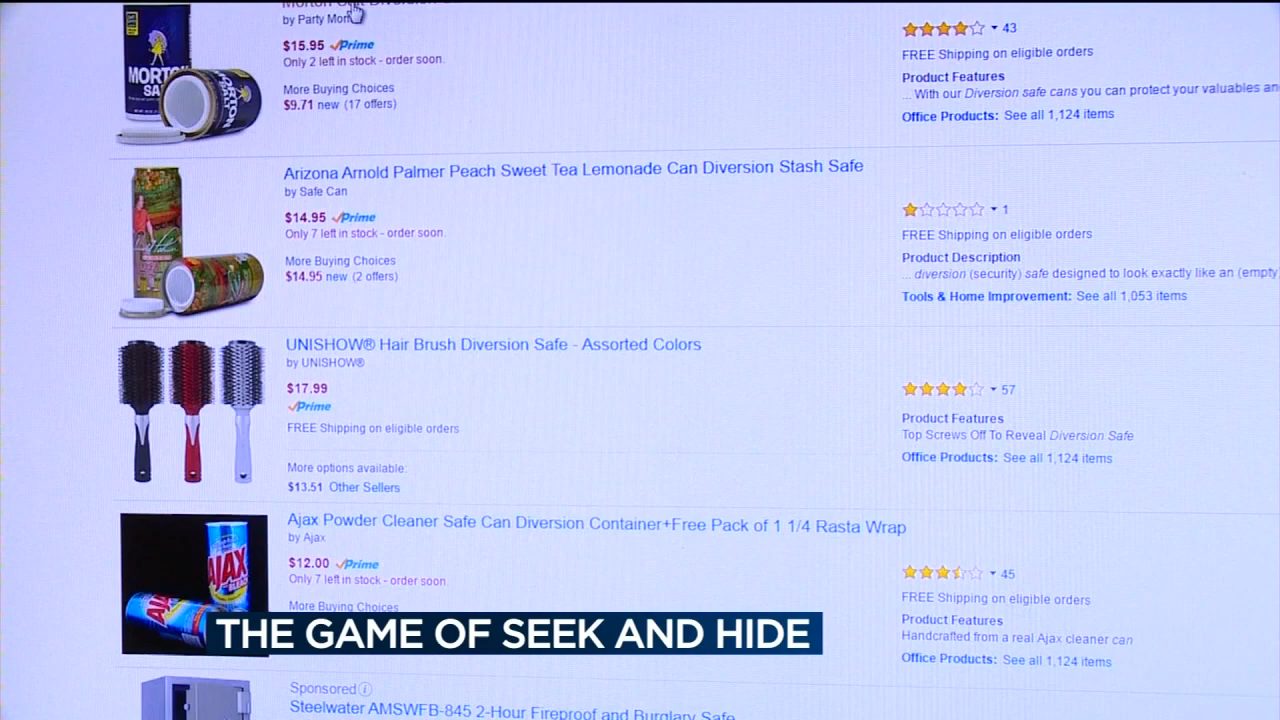 by Party Mom
$15.95 Prime
Only 2 left in stock - order soon.
More Buying Choices
$9.71 new (17 offers)
43
FREE Shipping on eligible orders
Product Features
... With our Diversion safe cans you can protect your valuables an
Office Products: See all 1,124 items
MORTON
SA
MORTON
SALT
Arizona Arnold Palmer Peach Sweet Tea Lemonade Can Diversion Stash Safe
by Safe Can
$14.95 Prime
Only 7 left in stock - order soon.
More Buying Choices
$14.95 new (2 offers)
1
FREE Shipping on eligible orders
Product Description
... diversion (security) safe designed to look exactly like an (empty
Tools & Home Improvement: See all 1,053 items
UNISHOW® Hair Brush Diversion Safe - Assorted Colors
by UNISHOW®
$17.99
Prime
FREE Shipping on eligible orders
More options available:
$13.51 Other Sellers
57
Product Features
Top Screws Off To Reveal Diversion Safe
Office Products: See all 1,124 items
Ajax Powder Cleaner Safe Can Diversion Container+Free Pack of 1 1/4 Rasta Wrap
by Ajax
$12.00 Prime
Only 7 left in stock - order soon.
More Buying Choices
45
FREE Shipping on eligible orders
Product Features
Handcrafted from a real Ajax cleaner can
Office Products: See all 1,124 items
AJAX
AJAX
THE GAME OF SEEK AND HIDE
Sponsored
Steelwater AMSWFB-845 2-Hour Fireproof and Burglary Safe